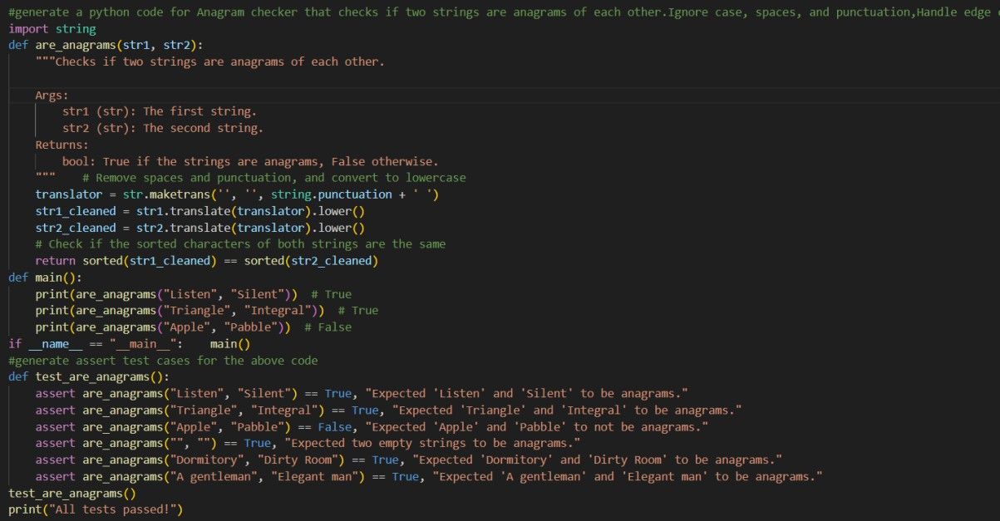 #generate a python code for Anagram checker that checks if two strings are anagrams of each other.Ignore case, spaces, and punctuation,Handle edge
import string
def are_anagrams(str1, str2):
    """Checks if two strings are anagrams of each other.
    Args:
        str1 (str): The first string.
        str2 (str): The second string.
    Returns:
        bool: True if the strings are anagrams, False otherwise.
    """    # Remove spaces and punctuation, and convert to lowercase
    translator = str.maketrans('', '', string.punctuation + ' ')
    str1_cleaned = str1.translate(translator).lower()
    str2_cleaned = str2.translate(translator).lower()
    # Check if the sorted characters of both strings are the same
    return sorted(str1_cleaned) == sorted(str2_cleaned)
def main():
    print(are_anagrams("Listen", "Silent"))  # True
    print(are_anagrams("Triangle", "Integral"))  # True
    print(are_anagrams("Apple", "Pabble"))  # False
if __name__ == "__main__":    main()
#generate assert test cases for the above code
def test_are_anagrams():
    assert are_anagrams("Listen", "Silent") == True, "Expected 'Listen' and 'Silent' to be anagrams."
    assert are_anagrams("Triangle", "Integral") == True, "Expected 'Triangle' and 'Integral' to be anagrams."
    assert are_anagrams("Apple", "Pabble") == False, "Expected 'Apple' and 'Pabble' to not be anagrams."
    assert are_anagrams("", "") == True, "Expected two empty strings to be anagrams."
    assert are_anagrams("Dormitory", "Dirty Room") == True, "Expected 'Dormitory' and 'Dirty Room' to be anagrams."
    assert are_anagrams("A gentleman", "Elegant man") == True, "Expected 'A gentleman' and 'Elegant man' to be anagrams."
test_are_anagrams()
print("All tests passed!")